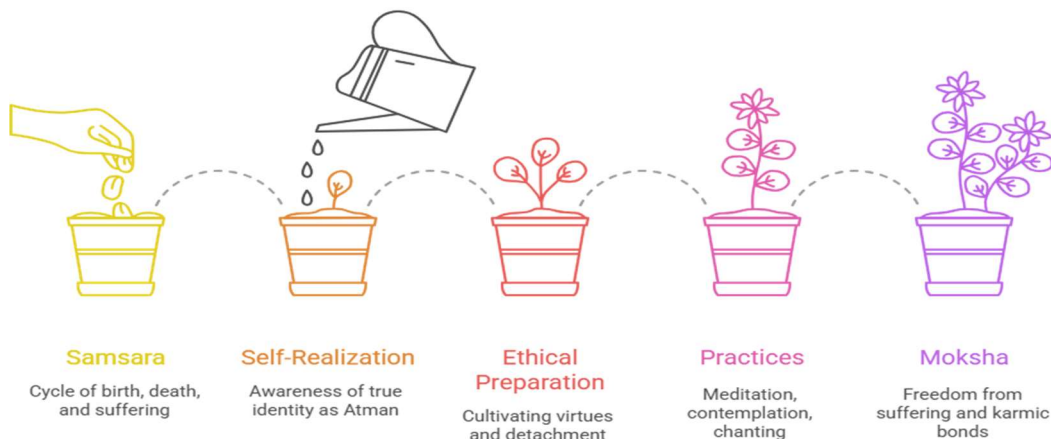 Samsara
Cycle of birth, death,
and suffering
Self-Realization
Awareness of true
identity as Atman
Ethical
Preparation
Cultivating virtues
and detachment
Practices
Meditation,
contemplation,
chanting
Moksha
Freedom from
suffering and karmic
bonds